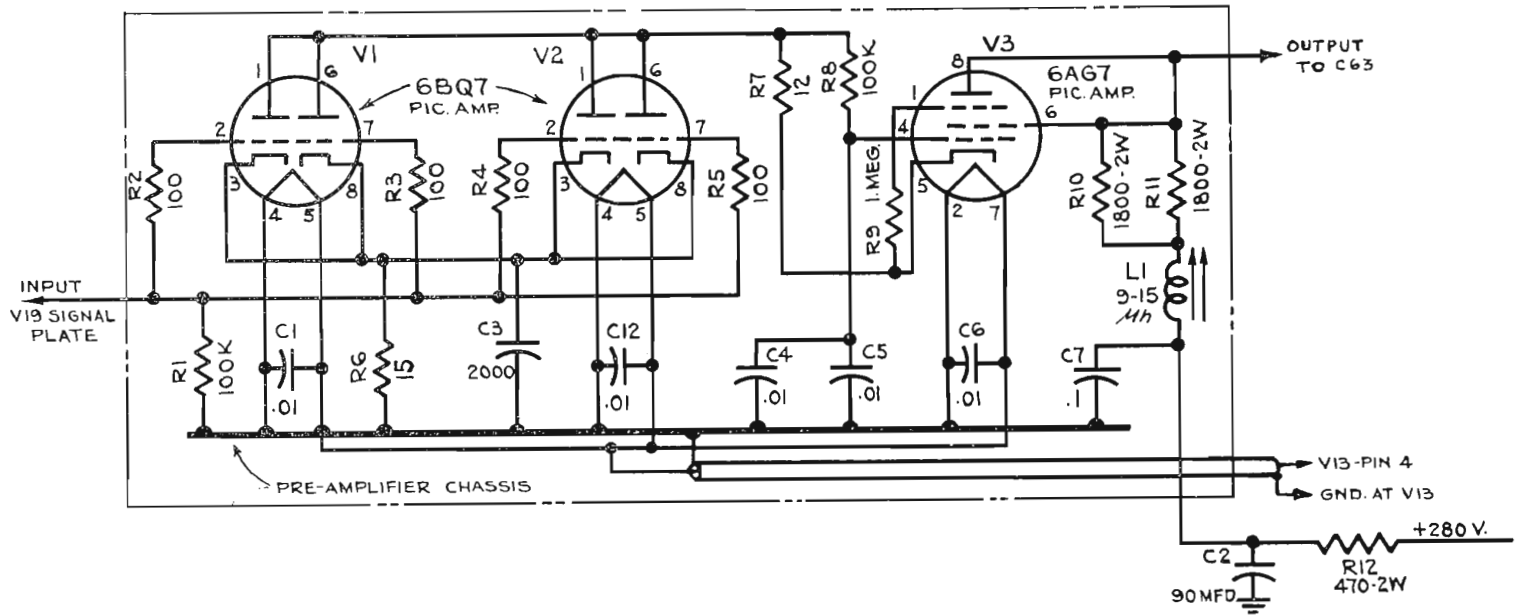 V1
V2
V3
1
6
1
6
8
6BQ7
PIC. AMP.
6AG7
PIC. AMP.
OUTPUT
TO C63
R7
12
R8
100K
2
7
2
7
1
4
6
R2
100
R3
100
R4
100
R5
100
3
8
3
8
5
4
5
4
5
2
7
R9
1. MEG.
R10
1800-2W
R11
1800-2W
INPUT
V19 SIGNAL
PLATE
L1
9-15
μh
R1
100K
C1
.01
R6
15
C3
2000
C12
.01
C4
.01
C5
.01
C6
.01
C7
.1
PRE-AMPLIFIER CHASSIS
V13-PIN 4
GND. AT V13
+280 V.
C2
90 MFD
R12
470-2W